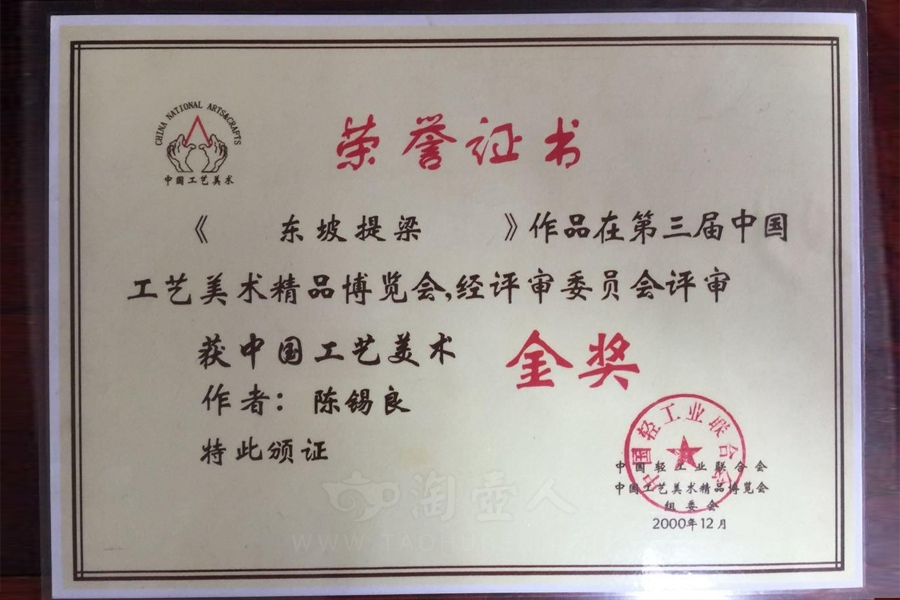 CHINA NATIONAL ARTS&CRAFTS
中国工艺美术
荣誉证书
《 东坡提梁 》作品在第三届中国
工艺美术精品博览会,经评审委员会评审
获中国工艺美术 金奖
作者：陈锡良
特此颁证
中国轻工业联合会
中国轻工业联合会
中国工艺美术精品博览会
组委会
2000年12月
淘壶人